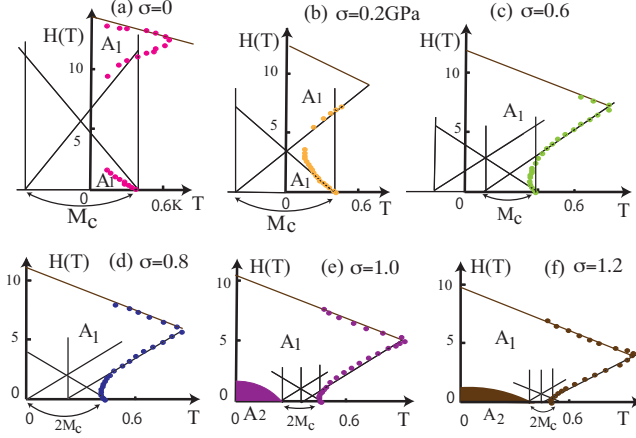 (a) σ=0
H(T)
A1
10
5
A1
0
0.6K T
Mc
(b) σ=0.2GPa
H(T)
10
A1
5
A1
0
0.6 T
Mc
(c) σ=0.6
H(T)
10
A1
5
0
0.6 T
Mc
(d) σ=0.8
H(T)
10
A1
5
0
0.6 T
2Mc
(e) σ=1.0
H(T)
10
A1
5
0
A2
0.6 T
2Mc
(f) σ=1.2
H(T)
10
A1
5
0
A2
0.6 T
2Mc